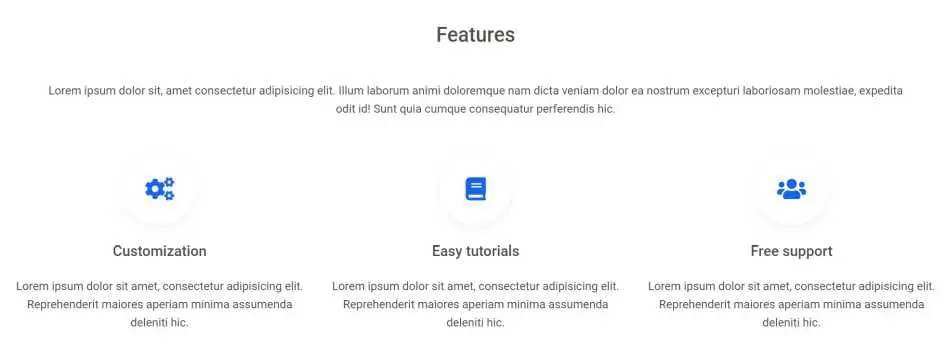 Features
Lorem ipsum dolor sit, amet consectetur adipisicing elit. Illum laborum animi doloremque nam dicta veniam dolor ea nostrum excepturi laboriosam molestiae, expedita
odit id! Sunt quia cumque consequatur perferendis hic.
Customization
Lorem ipsum dolor sit amet, consectetur adipisicing elit.
Reprehenderit maiores aperiam minima assumenda
deleniti hic.
Easy tutorials
Lorem ipsum dolor sit amet, consectetur adipisicing elit.
Reprehenderit maiores aperiam minima assumenda
deleniti hic.
Free support
Lorem ipsum dolor sit amet, consectetur adipisicing elit.
Reprehenderit maiores aperiam minima assumenda
deleniti hic.